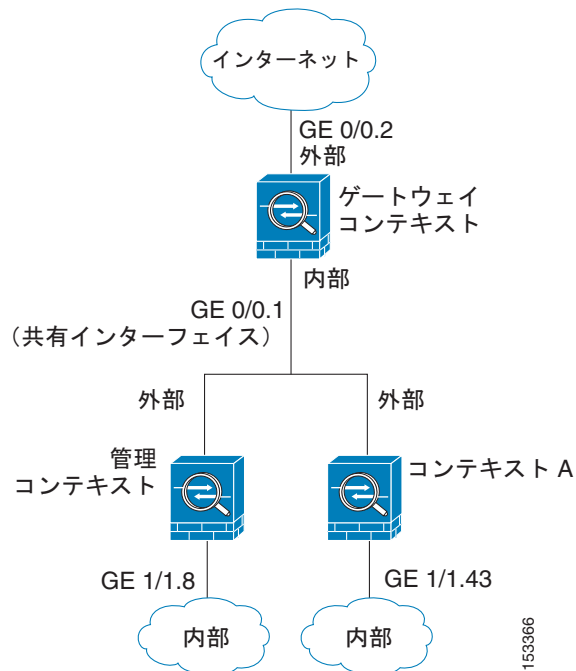 インターネット
GE 0/0.2
外部
ゲートウェイ
コンテキスト
内部
GE 0/0.1
（共有インターフェイス）
外部
外部
管理
コンテキスト
コンテキスト A
GE 1/1.8
GE 1/1.43
内部
内部
153366